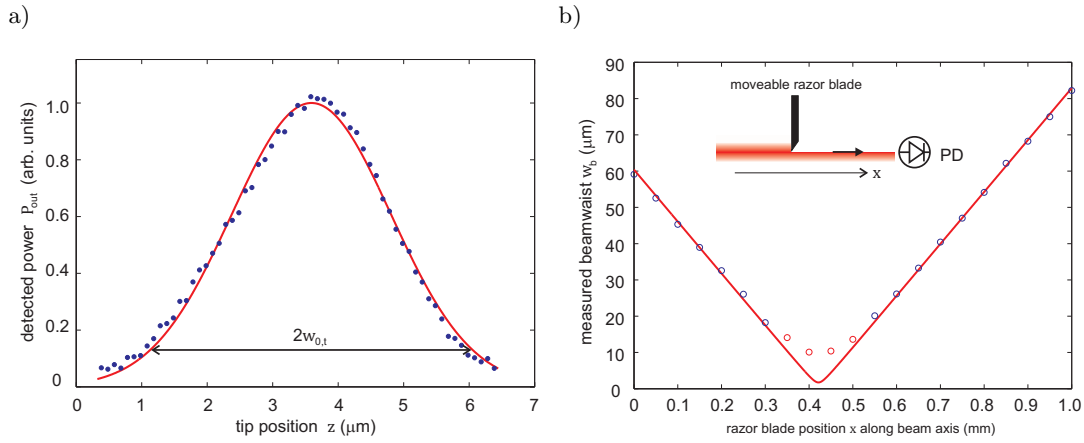 a)
detected power P_out (arb. units)
1.0
0.8
0.6
0.4
0.2
0
2w_0,t
0 1 2 3 4 5 6 7
tip position z (μm)
b)
measured beamwaist w_b (μm)
90
80
70
60
50
40
30
20
10
0
moveable razor blade
PD
x
0 0.1 0.2 0.3 0.4 0.5 0.6 0.7 0.8 0.9 1.0
razor blade position x along beam axis (mm)